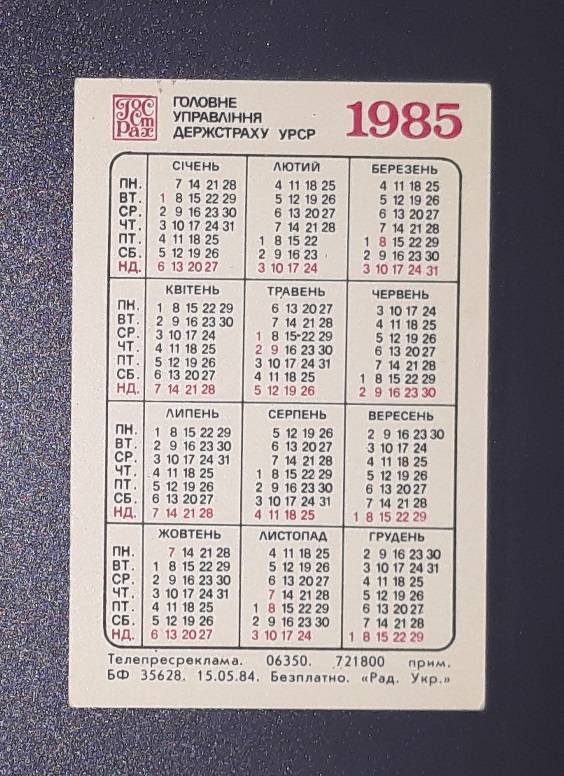 Гос
Ст
Рах
ГОЛОВНЕ
УПРАВЛІННЯ
ДЕРЖСТРАХУ УРСР
1985
СІЧЕНЬ ЛЮТИЙ БЕРЕЗЕНЬ
ПН. 7 14 21 28 4 11 18 25 4 11 18 25
ВТ. 1 8 15 22 29 5 12 19 26 5 12 19 26
СР. 2 9 16 23 30 6 13 20 27 6 13 20 27
ЧТ. 3 10 17 24 31 7 14 21 28 7 14 21 28
ПТ. 4 11 18 25 1 8 15 22 1 8 15 22 29
СБ. 5 12 19 26 2 9 16 23 2 9 16 23 30
НД. 6 13 20 27 3 10 17 24 3 10 17 24 31
КВІТЕНЬ ТРАВЕНЬ ЧЕРВЕНЬ
ПН. 1 8 15 22 29 6 13 20 27 3 10 17 24
ВТ. 2 9 16 23 30 7 14 21 28 4 11 18 25
СР. 3 10 17 24 1 8 15 22 29 5 12 19 26
ЧТ. 4 11 18 25 2 9 16 23 30 6 13 20 27
ПТ. 5 12 19 26 3 10 17 24 31 7 14 21 28
СБ. 6 13 20 27 4 11 18 25 1 8 15 22 29
НД. 7 14 21 28 5 12 19 26 2 9 16 23 30
ЛИПЕНЬ СЕРПЕНЬ ВЕРЕСЕНЬ
ПН. 1 8 15 22 29 5 12 19 26 2 9 16 23 30
ВТ. 2 9 16 23 30 6 13 20 27 3 10 17 24
СР. 3 10 17 24 31 7 14 21 28 4 11 18 25
ЧТ. 4 11 18 25 1 8 15 22 29 5 12 19 26
ПТ. 5 12 19 26 2 9 16 23 30 6 13 20 27
СБ. 6 13 20 27 3 10 17 24 31 7 14 21 28
НД. 7 14 21 28 4 11 18 25 1 8 15 22 29
ЖОВТЕНЬ ЛИСТОПАД ГРУДЕНЬ
ПН. 7 14 21 28 4 11 18 25 2 9 16 23 30
ВТ. 1 8 15 22 29 5 12 19 26 3 10 17 24 31
СР. 2 9 16 23 30 6 13 20 27 4 11 18 25
ЧТ. 3 10 17 24 31 7 14 21 28 5 12 19 26
ПТ. 4 11 18 25 1 8 15 22 29 6 13 20 27
СБ. 5 12 19 26 2 9 16 23 30 7 14 21 28
НД. 6 13 20 27 3 10 17 24 1 8 15 22 29
Телепресреклама. 06350. 721800 прим.
БФ 35628. 15.05.84. Безплатно. «Рад. Укр.»